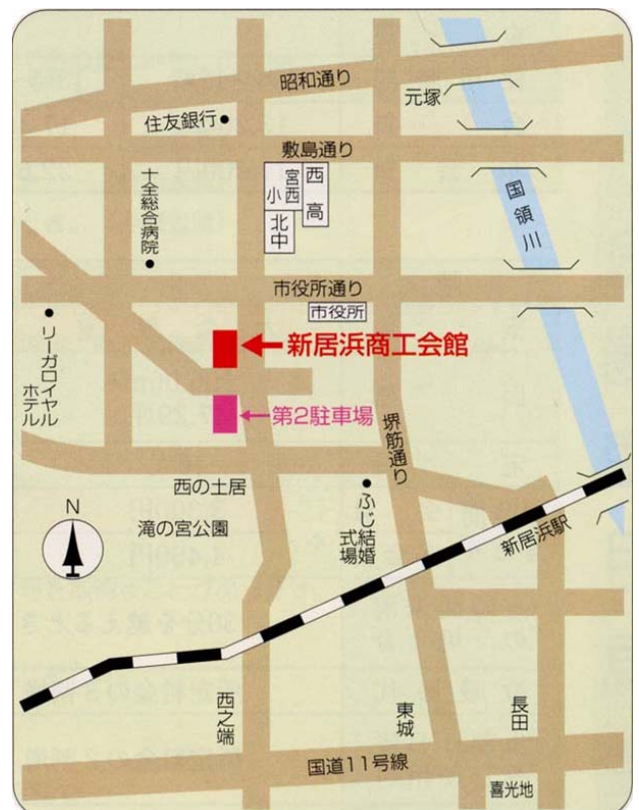 昭和通り
元塚
住友銀行
敷島通り
十全総合病院
小
宮西
北中
西高
国領川
市役所通り
市役所
リーガロイヤル
ホテル
新居浜商工会館
第2駐車場
堺筋通り
西の土居
ふじ結婚
式場
滝の宮公園
新居浜駅
N
西之端
東城
長田
国道11号線
喜光地